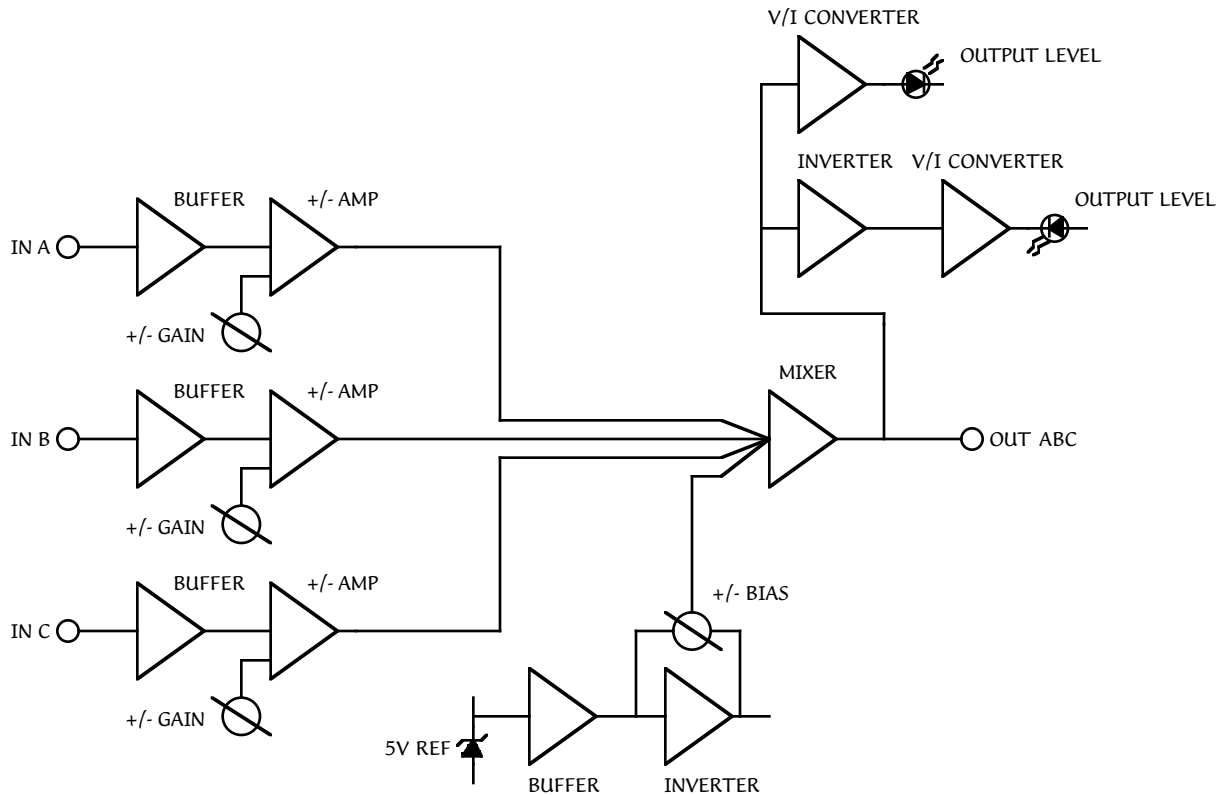 V/I CONVERTER
OUTPUT LEVEL
INVERTER
V/I CONVERTER
OUTPUT LEVEL
BUFFER
+/- AMP
IN A
+/- GAIN
BUFFER
+/- AMP
MIXER
IN B
OUT ABC
+/- GAIN
BUFFER
+/- AMP
+/- BIAS
IN C
+/- GAIN
5V REF
BUFFER
INVERTER